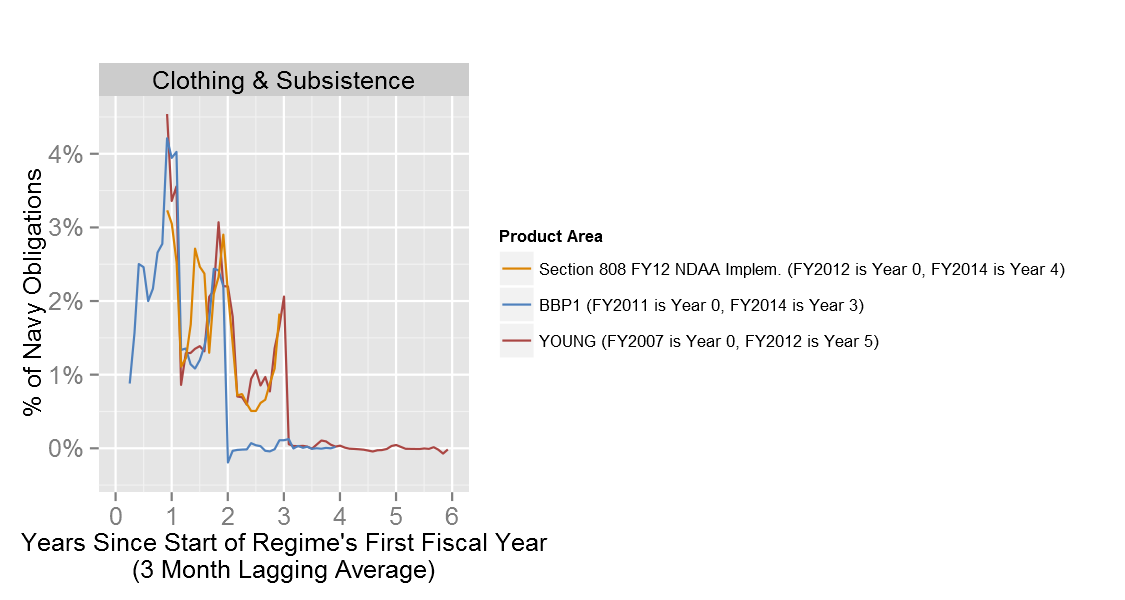 Clothing & Subsistence
4%
3%
2%
1%
0%
% of Navy Obligations
0 1 2 3 4 5 6
Years Since Start of Regime's First Fiscal Year
(3 Month Lagging Average)
Product Area
Section 808 FY12 NDAA Implem. (FY2012 is Year 0, FY2014 is Year 4)
BBP1 (FY2011 is Year 0, FY2014 is Year 3)
YOUNG (FY2007 is Year 0, FY2012 is Year 5)